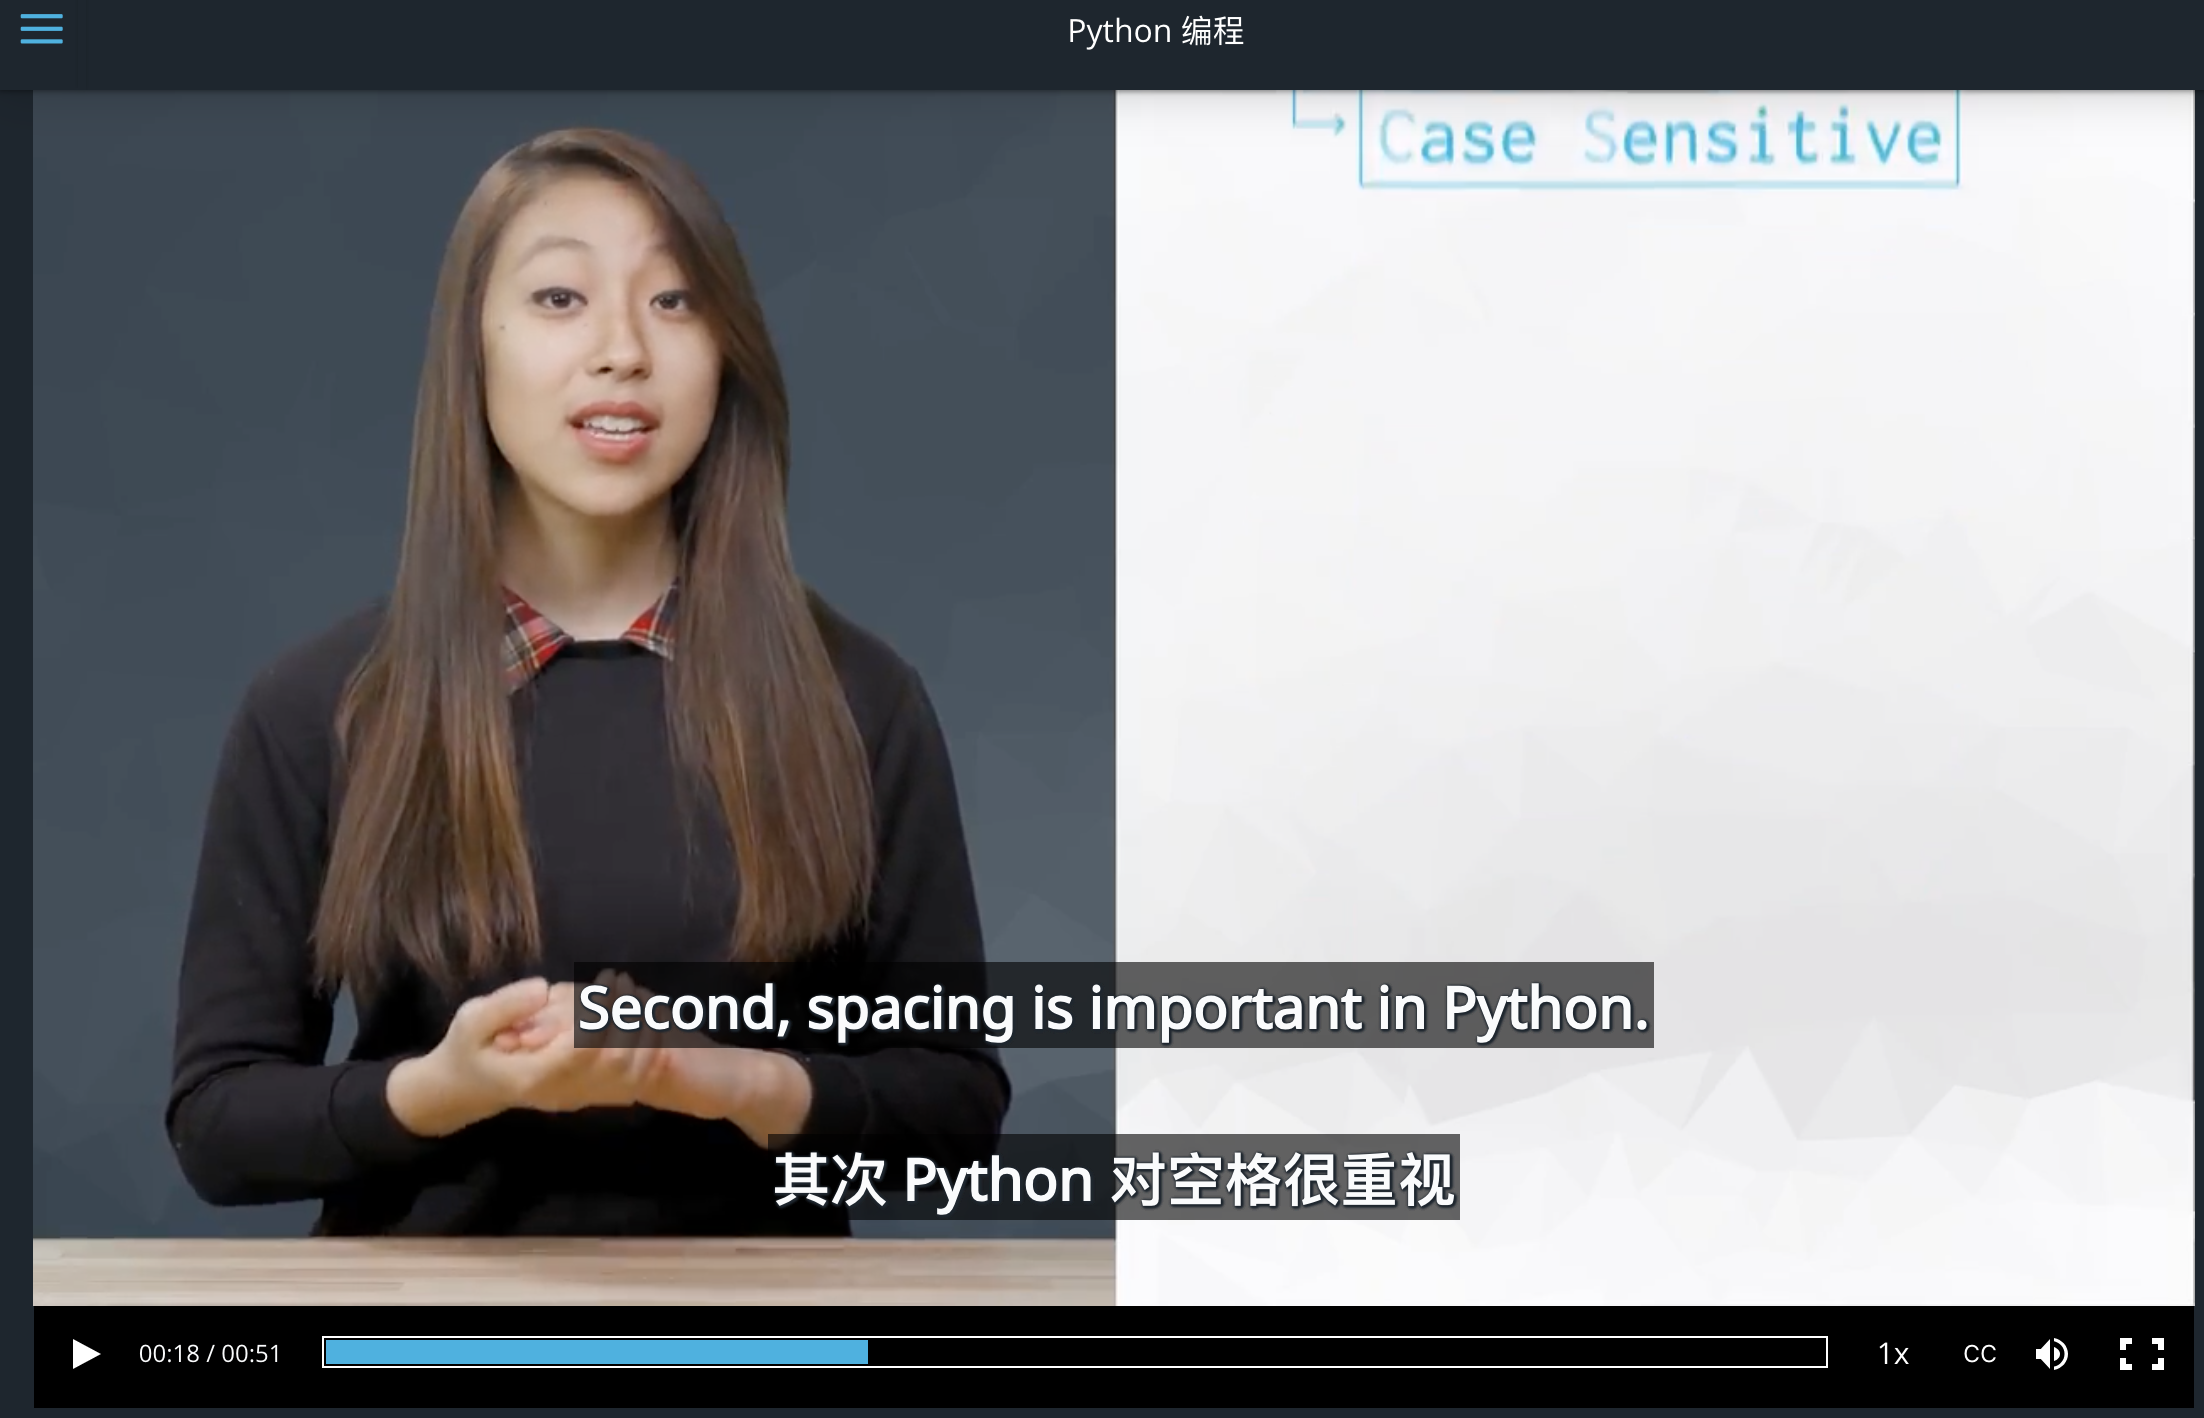 Python 编程
Case Sensitive
Second, spacing is important in Python.
其次 Python 对空格很重视
00:18 / 00:51
1x
CC